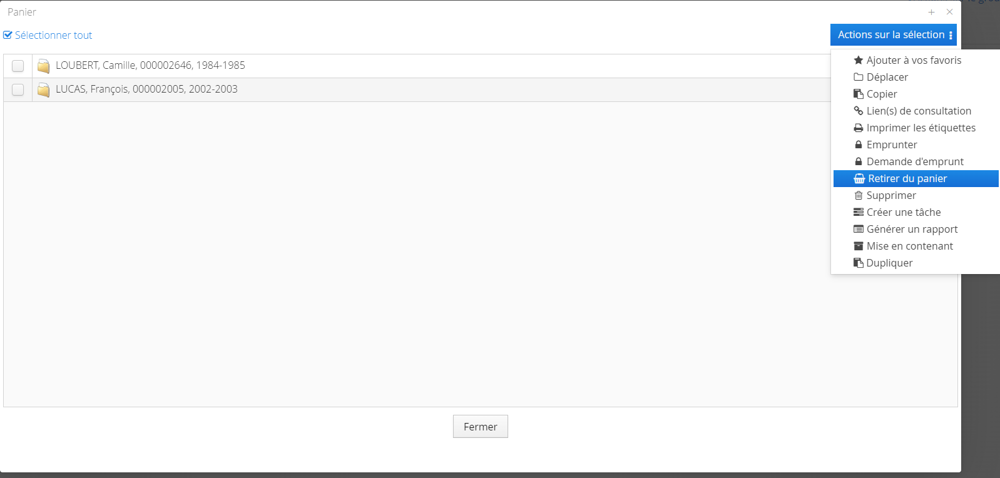 Panier
Sélectionner tout
Actions sur la sélection
LOUBERT, Camille, 000002646, 1984-1985
LUCAS, François, 000002005, 2002-2003
Ajouter à vos favoris
Déplacer
Copier
Lien(s) de consultation
Imprimer les étiquettes
Emprunter
Demande d'emprunt
Retirer du panier
Supprimer
Créer une tâche
Générer un rapport
Mise en contenant
Dupliquer
Fermer